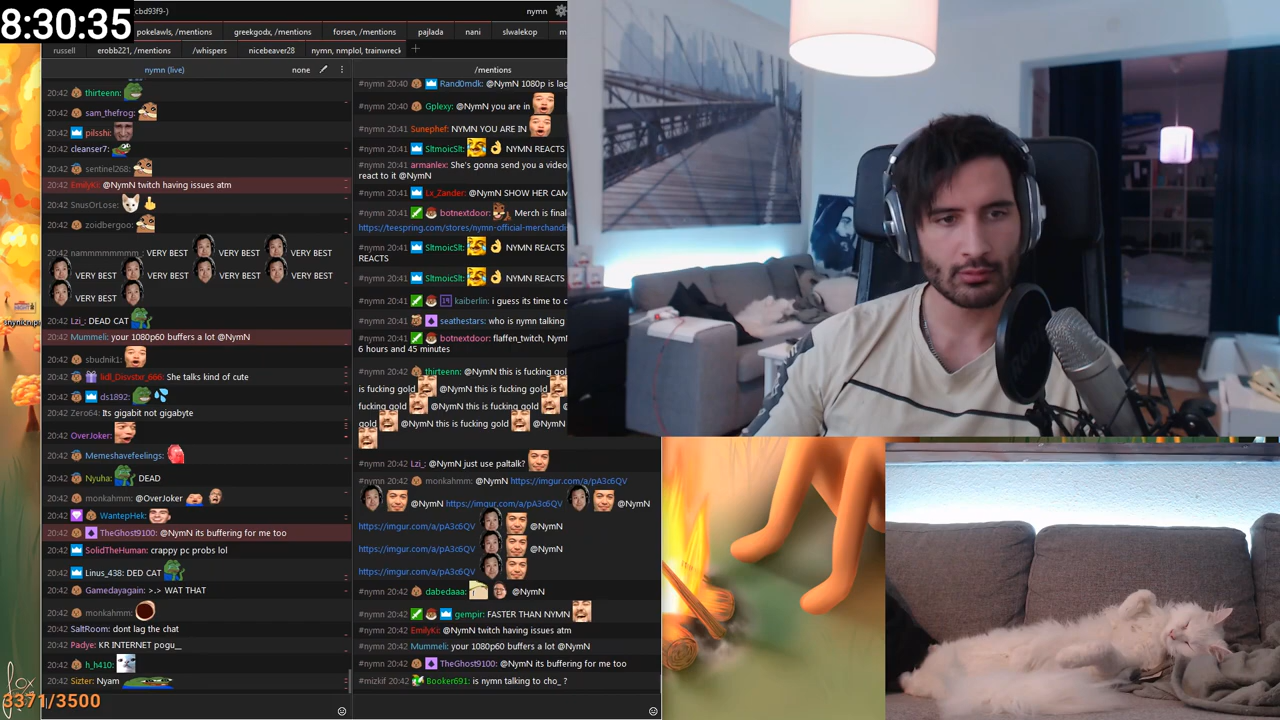 8:30:35
cbd93f9-)
nymn
pokelawls, /mentions
greekgodx, /mentions
forsen, /mentions
pajlada
nani
slwalekop
russell
erobb221, /mentions
/whispers
nicebeaver28
nymn, nmplol, trainwreck
nymn (live)
none
20:42 thirteenn:
20:42 sam_thefrog:
20:42 pilsshi:
20:42 cleanser7:
20:42 sentinel268:
20:42 EmilyKi: @NymN twitch having issues atm
20:42 SnusOrLose:
20:42 zoidbergoo:
VERY BEST VERY BEST VERY BEST
VERY BEST VERY BEST VERY BEST VERY BEST
VERY BEST
20:42 Lzi_: DEAD CAT
20:42 Mummeli: your 1080p60 buffers a lot @NymN
20:42 sbudnik1:
20:42 lidl_Disvster_666: She talks kind of cute
20:42 ds1892:
20:42 Zero64: Its gigabit not gigabyte
20:42 OverJoker:
20:42 Memeshavefeelings:
20:42 Nyuha: DEAD
20:42 monkahmm: @OverJoker
20:42 WantepHek:
20:42 TheGhost9100: @NymN its buffering for me too
20:42 SolidTheHuman: crappy pc probs lol
20:42 Linus_438: DED CAT
20:42 Gamedayagain: >.> WAT THAT
20:42 monkahmm:
20:42 SaltRoom: dont lag the chat
20:42 Padye: KR INTERNET pogu__
20:42 h_h410:
20:42 Sizter: Nyam
3371/3500
/mentions
#nymn 20:40 Rand0mdk: @NymN 1080p is lag
#nymn 20:40 Gplexy: @NymN you are in
#nymn 20:41 Sunephef: NYMN YOU ARE IN
#nymn 20:41 SltmoicSlt: NYMN REACTS
#nymn 20:41 armanlex: She's gonna send you a video
react to it @NymN
#nymn 20:41 Lx_Zander: @NymN SHOW HER CAM
#nymn 20:41 botnextdoor: Merch is final
https://teespring.com/stores/nymn-official-merchandi
#nymn 20:41 SltmoicSlt: NYMN REACTS
REACTS
#nymn 20:41 SltmoicSlt: NYMN REACTS
#nymn 20:41 kaiberlin: i guess its time to
#nymn 20:41 seathestars: who is nymn talking
#nymn 20:41 botnextdoor: flaffen_twitch, NymN
6 hours and 45 minutes
#nymn 20:42 thirteenn: @NymN this is fucking gold
is fucking gold @NymN this is fucking gold @NymN this is
fucking gold @NymN this is fucking gold @NymN this is fucking
gold @NymN this is fucking gold @NymN this is fucking gold
#nymn 20:42 Lzi_: @NymN just use paltalk?
#nymn 20:42 monkahmm: @NymN https://imgur.com/a/pA3c6QV
@NymN https://imgur.com/a/pA3c6QV @NymN
https://imgur.com/a/pA3c6QV @NymN
https://imgur.com/a/pA3c6QV @NymN
https://imgur.com/a/pA3c6QV
#nymn 20:42 dabedaaa: @NymN
#nymn 20:42 gempir: FASTER THAN NYMN
#nymn 20:42 EmilyKi: @NymN twitch having issues atm
#nymn 20:42 Mummeli: your 1080p60 buffers a lot @NymN
#nymn 20:42 TheGhost9100: @NymN its buffering for me too
#mizkif 20:42 Booker691: is nymn talking to cho_ ?